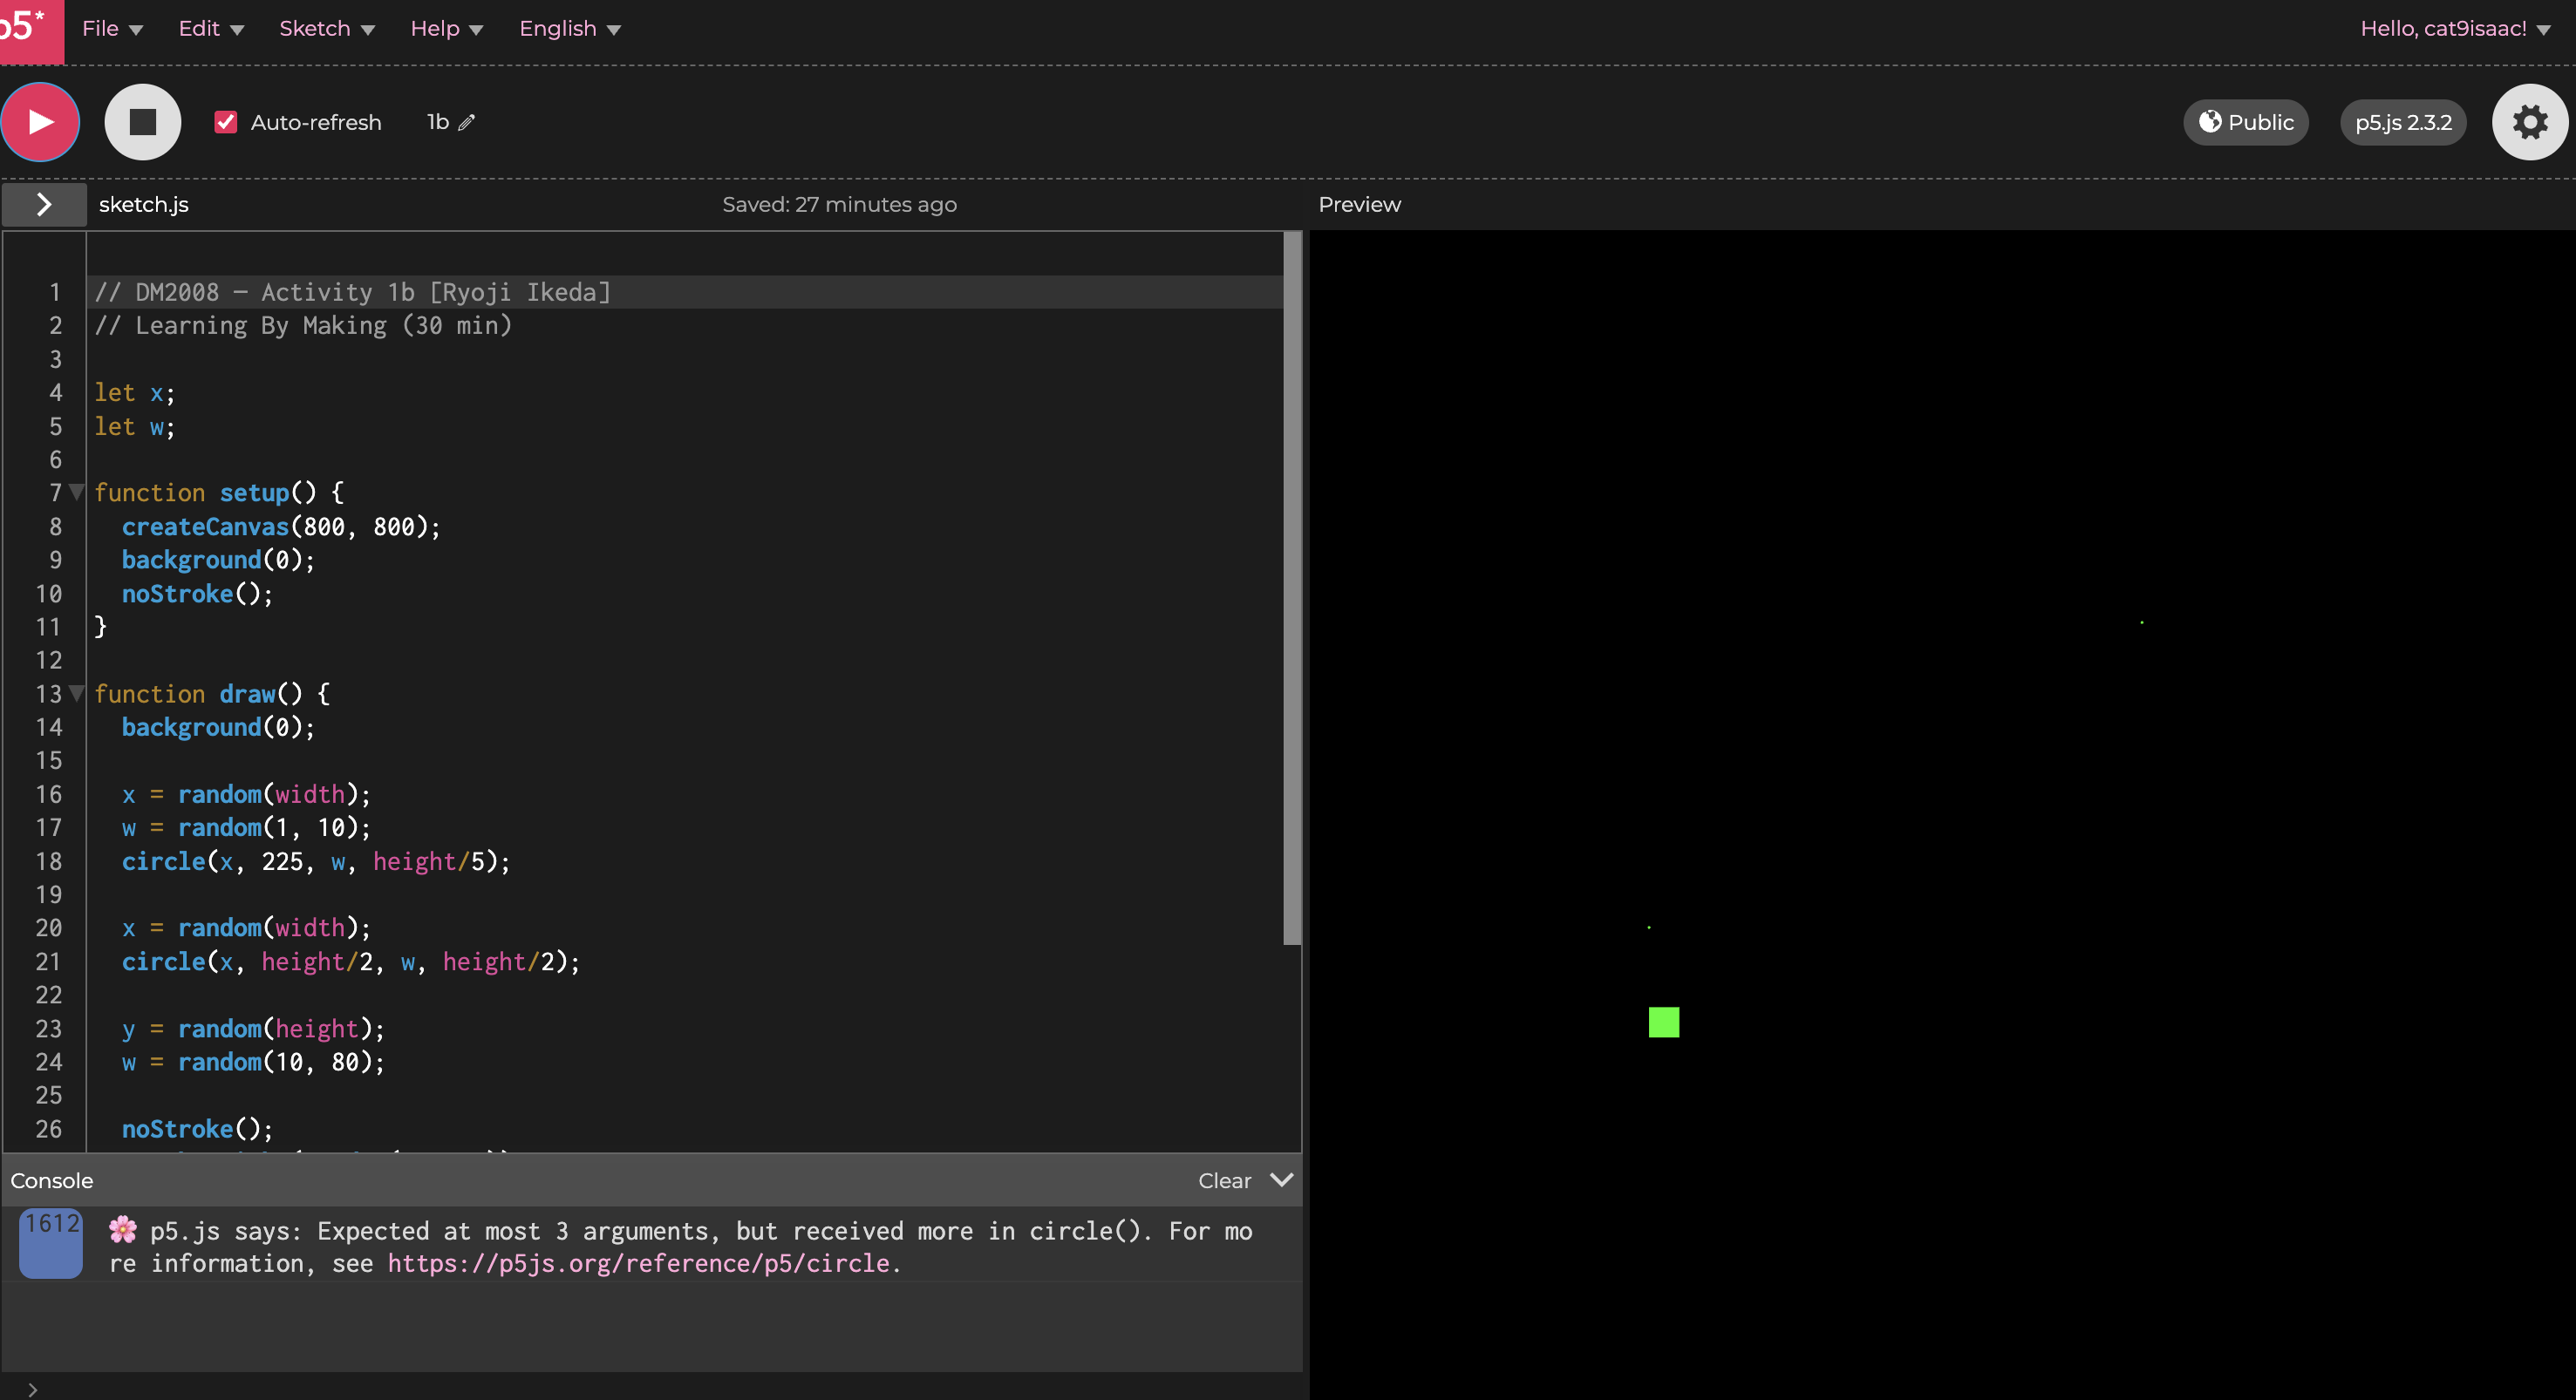 p5*
File Edit Sketch Help English Hello, cat9isaac!
Auto-refresh 1b Public p5.js 2.3.2
sketch.js Saved: 27 minutes ago Preview
1 // DM2008 – Activity 1b [Ryoji Ikeda]
2 // Learning By Making (30 min)
3
4 let x;
5 let w;
6
7 function setup() {
8 createCanvas(800, 800);
9 background(0);
10 noStroke();
11 }
12
13 function draw() {
14 background(0);
15
16 x = random(width);
17 w = random(1, 10);
18 circle(x, 225, w, height/5);
19
20 x = random(width);
21 circle(x, height/2, w, height/2);
22
23 y = random(height);
24 w = random(10, 80);
25
26 noStroke();
Console Clear
1612 🌸 p5.js says: Expected at most 3 arguments, but received more in circle(). For mo
re information, see https://p5js.org/reference/p5/circle.
>